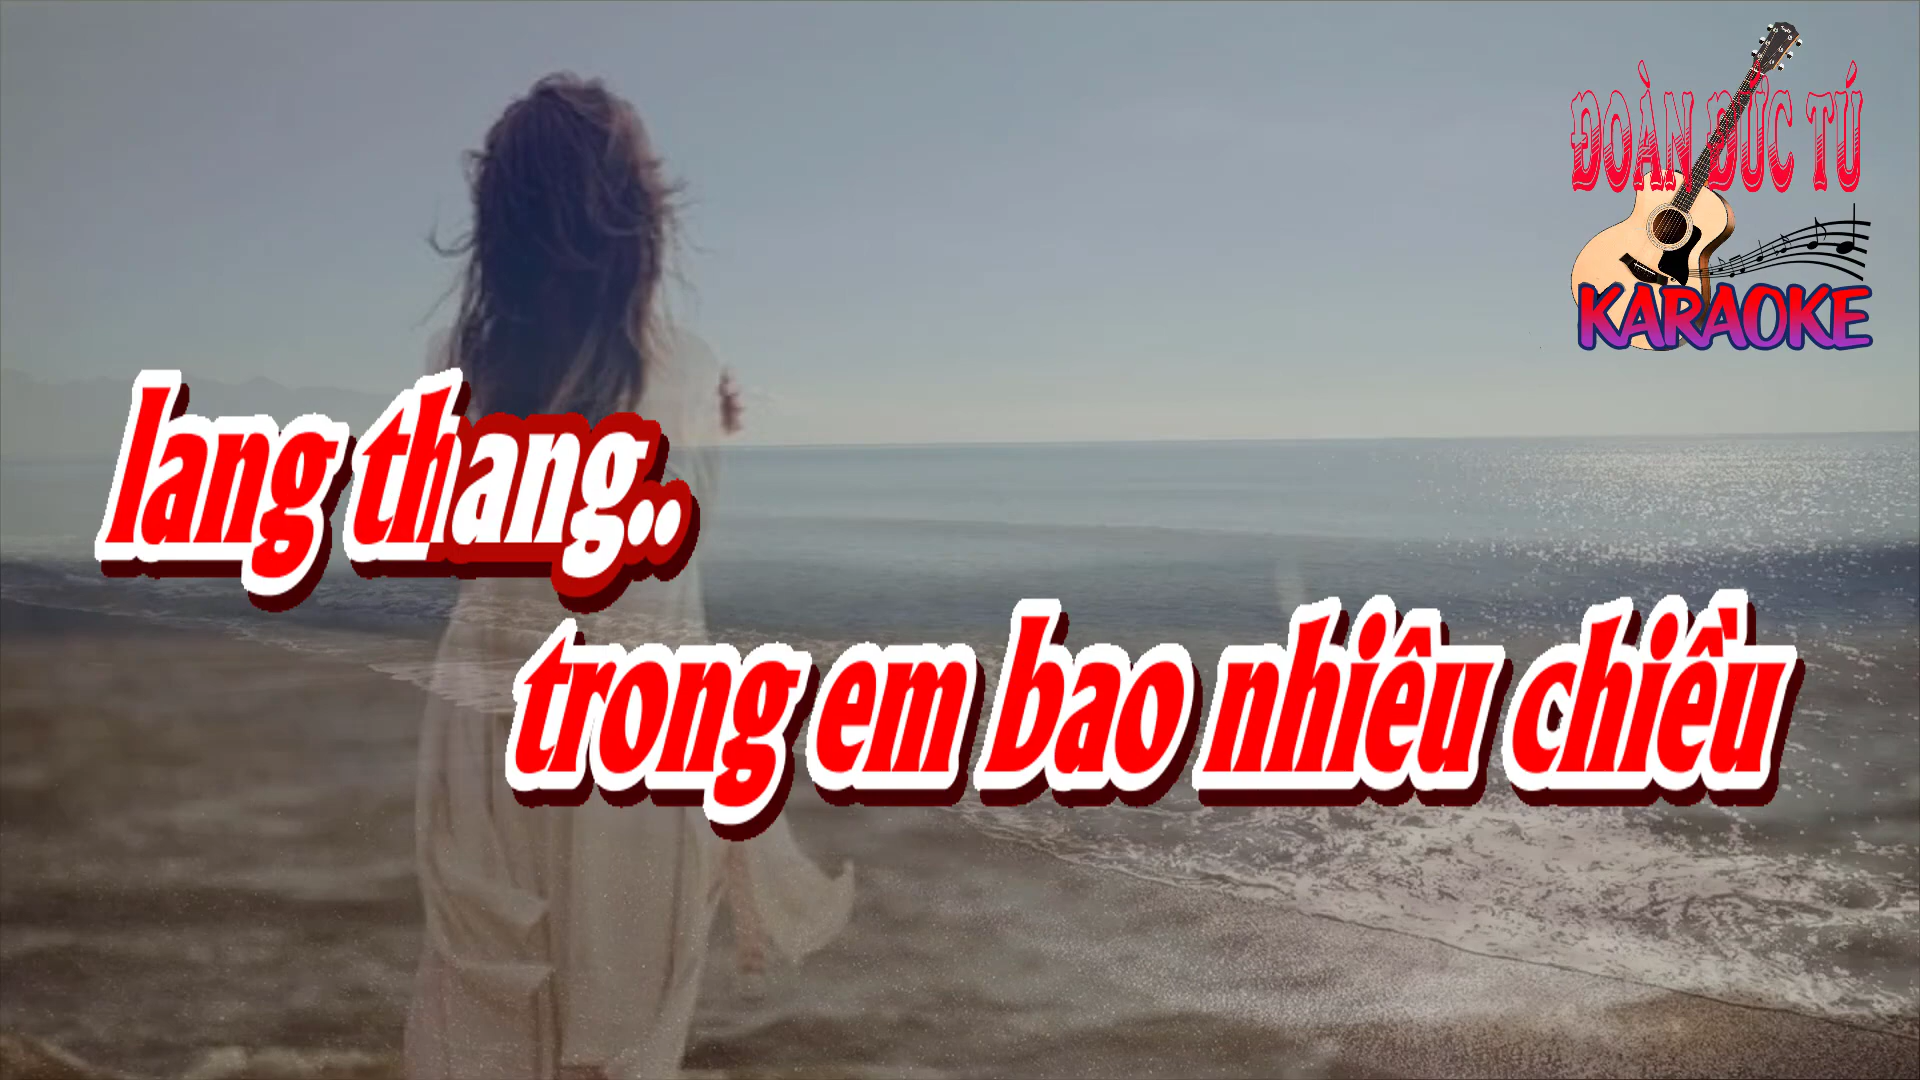 ĐOÀN ĐỨC TÚ
KARAOKE
lang thang..
trong em bao nhiêu chiều